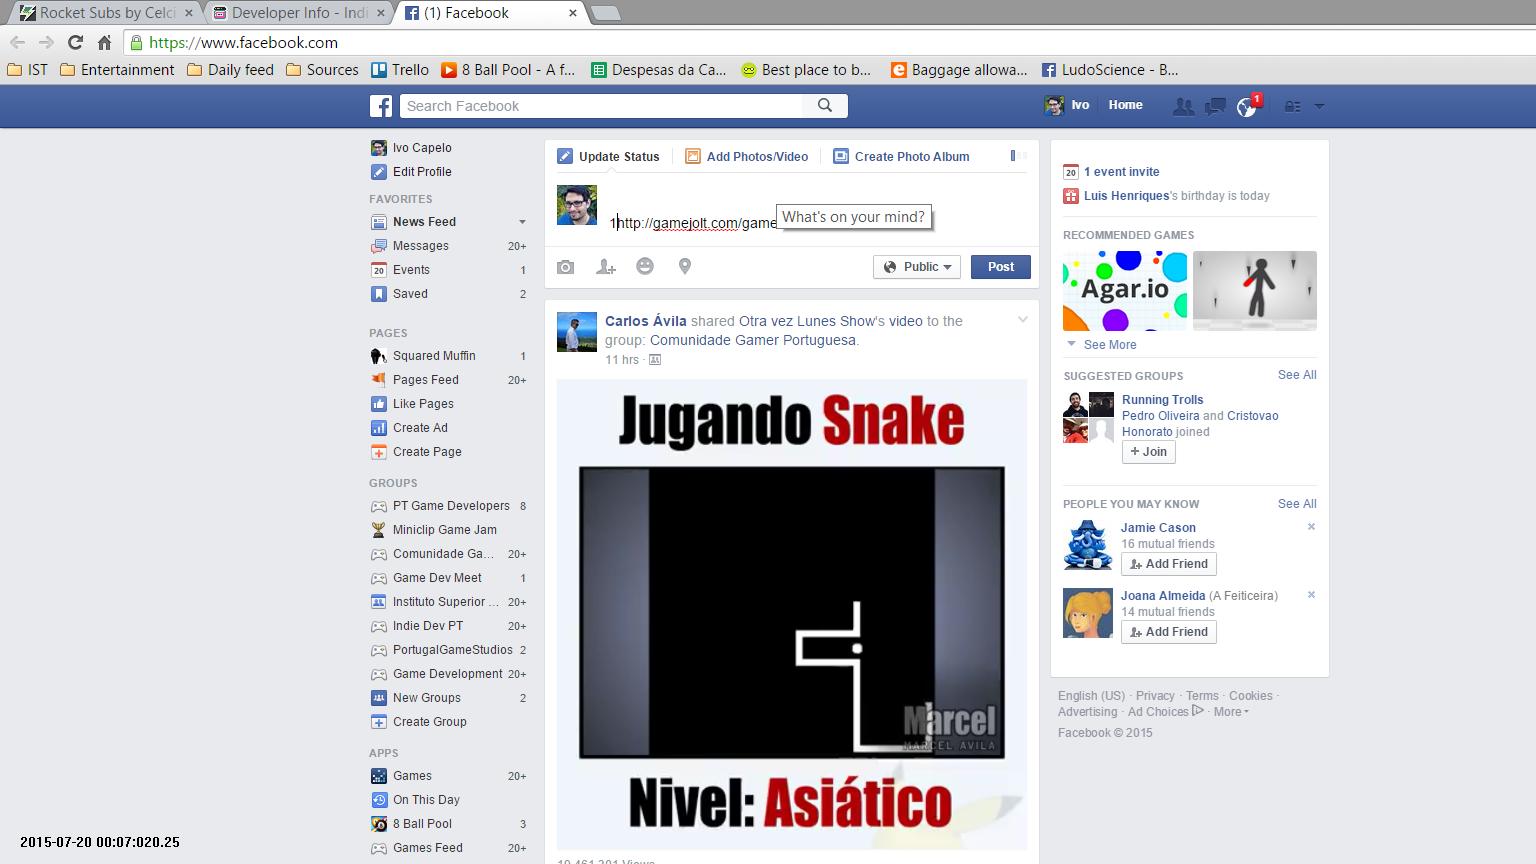 Rocket Subs by Celci
Developer Info - Indi
(1) Facebook
https://www.facebook.com
IST
Entertainment
Daily feed
Sources
Trello
8 Ball Pool - A f...
Despesas da Ca...
Best place to b...
Baggage allowa...
LudoScience - B...
Search Facebook
Ivo
Home
1
Ivo Capelo
Edit Profile
FAVORITES
News Feed
Messages 20+
Events 1
Saved 2
PAGES
Squared Muffin 1
Pages Feed 20+
Like Pages
Create Ad
Create Page
GROUPS
PT Game Developers 8
Miniclip Game Jam
Comunidade Ga... 20+
Game Dev Meet 1
Instituto Superior ... 20+
Indie Dev PT 20+
PortugalGameStudios 2
Game Development 20+
New Groups 2
Create Group
APPS
Games 20+
On This Day
8 Ball Pool 3
Games Feed 20+
Update Status
Add Photos/Video
Create Photo Album
1http://gamejolt.com/game
What's on your mind?
Public
Post
Carlos Ávila shared Otra vez Lunes Show's video to the
group: Comunidade Gamer Portuguesa.
11 hrs ·
Jugando Snake
Marcel
MARCEL AVILA
Nivel: Asiático
20
1 event invite
Luis Henriques's birthday is today
RECOMMENDED GAMES
Agar.io
See More
SUGGESTED GROUPS See All
Running Trolls
Pedro Oliveira and Cristovao
Honorato joined
+ Join
PEOPLE YOU MAY KNOW See All
Jamie Cason
16 mutual friends
Add Friend
Joana Almeida (A Feiticeira)
14 mutual friends
Add Friend
English (US) · Privacy · Terms · Cookies ·
Advertising · Ad Choices · More
Facebook © 2015
2015-07-20 00:07:020.25